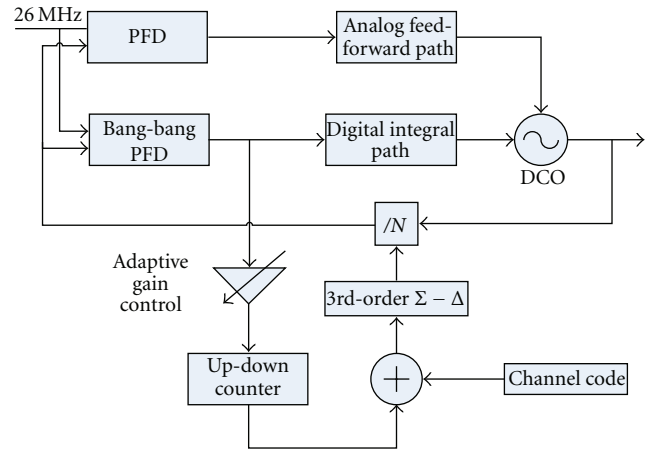 26 MHz
PFD
Analog feed-
forward path
Bang-bang
PFD
Digital integral
path
DCO
/N
Adaptive
gain
control
3rd-order Σ − Δ
Up-down
counter
+
Channel code